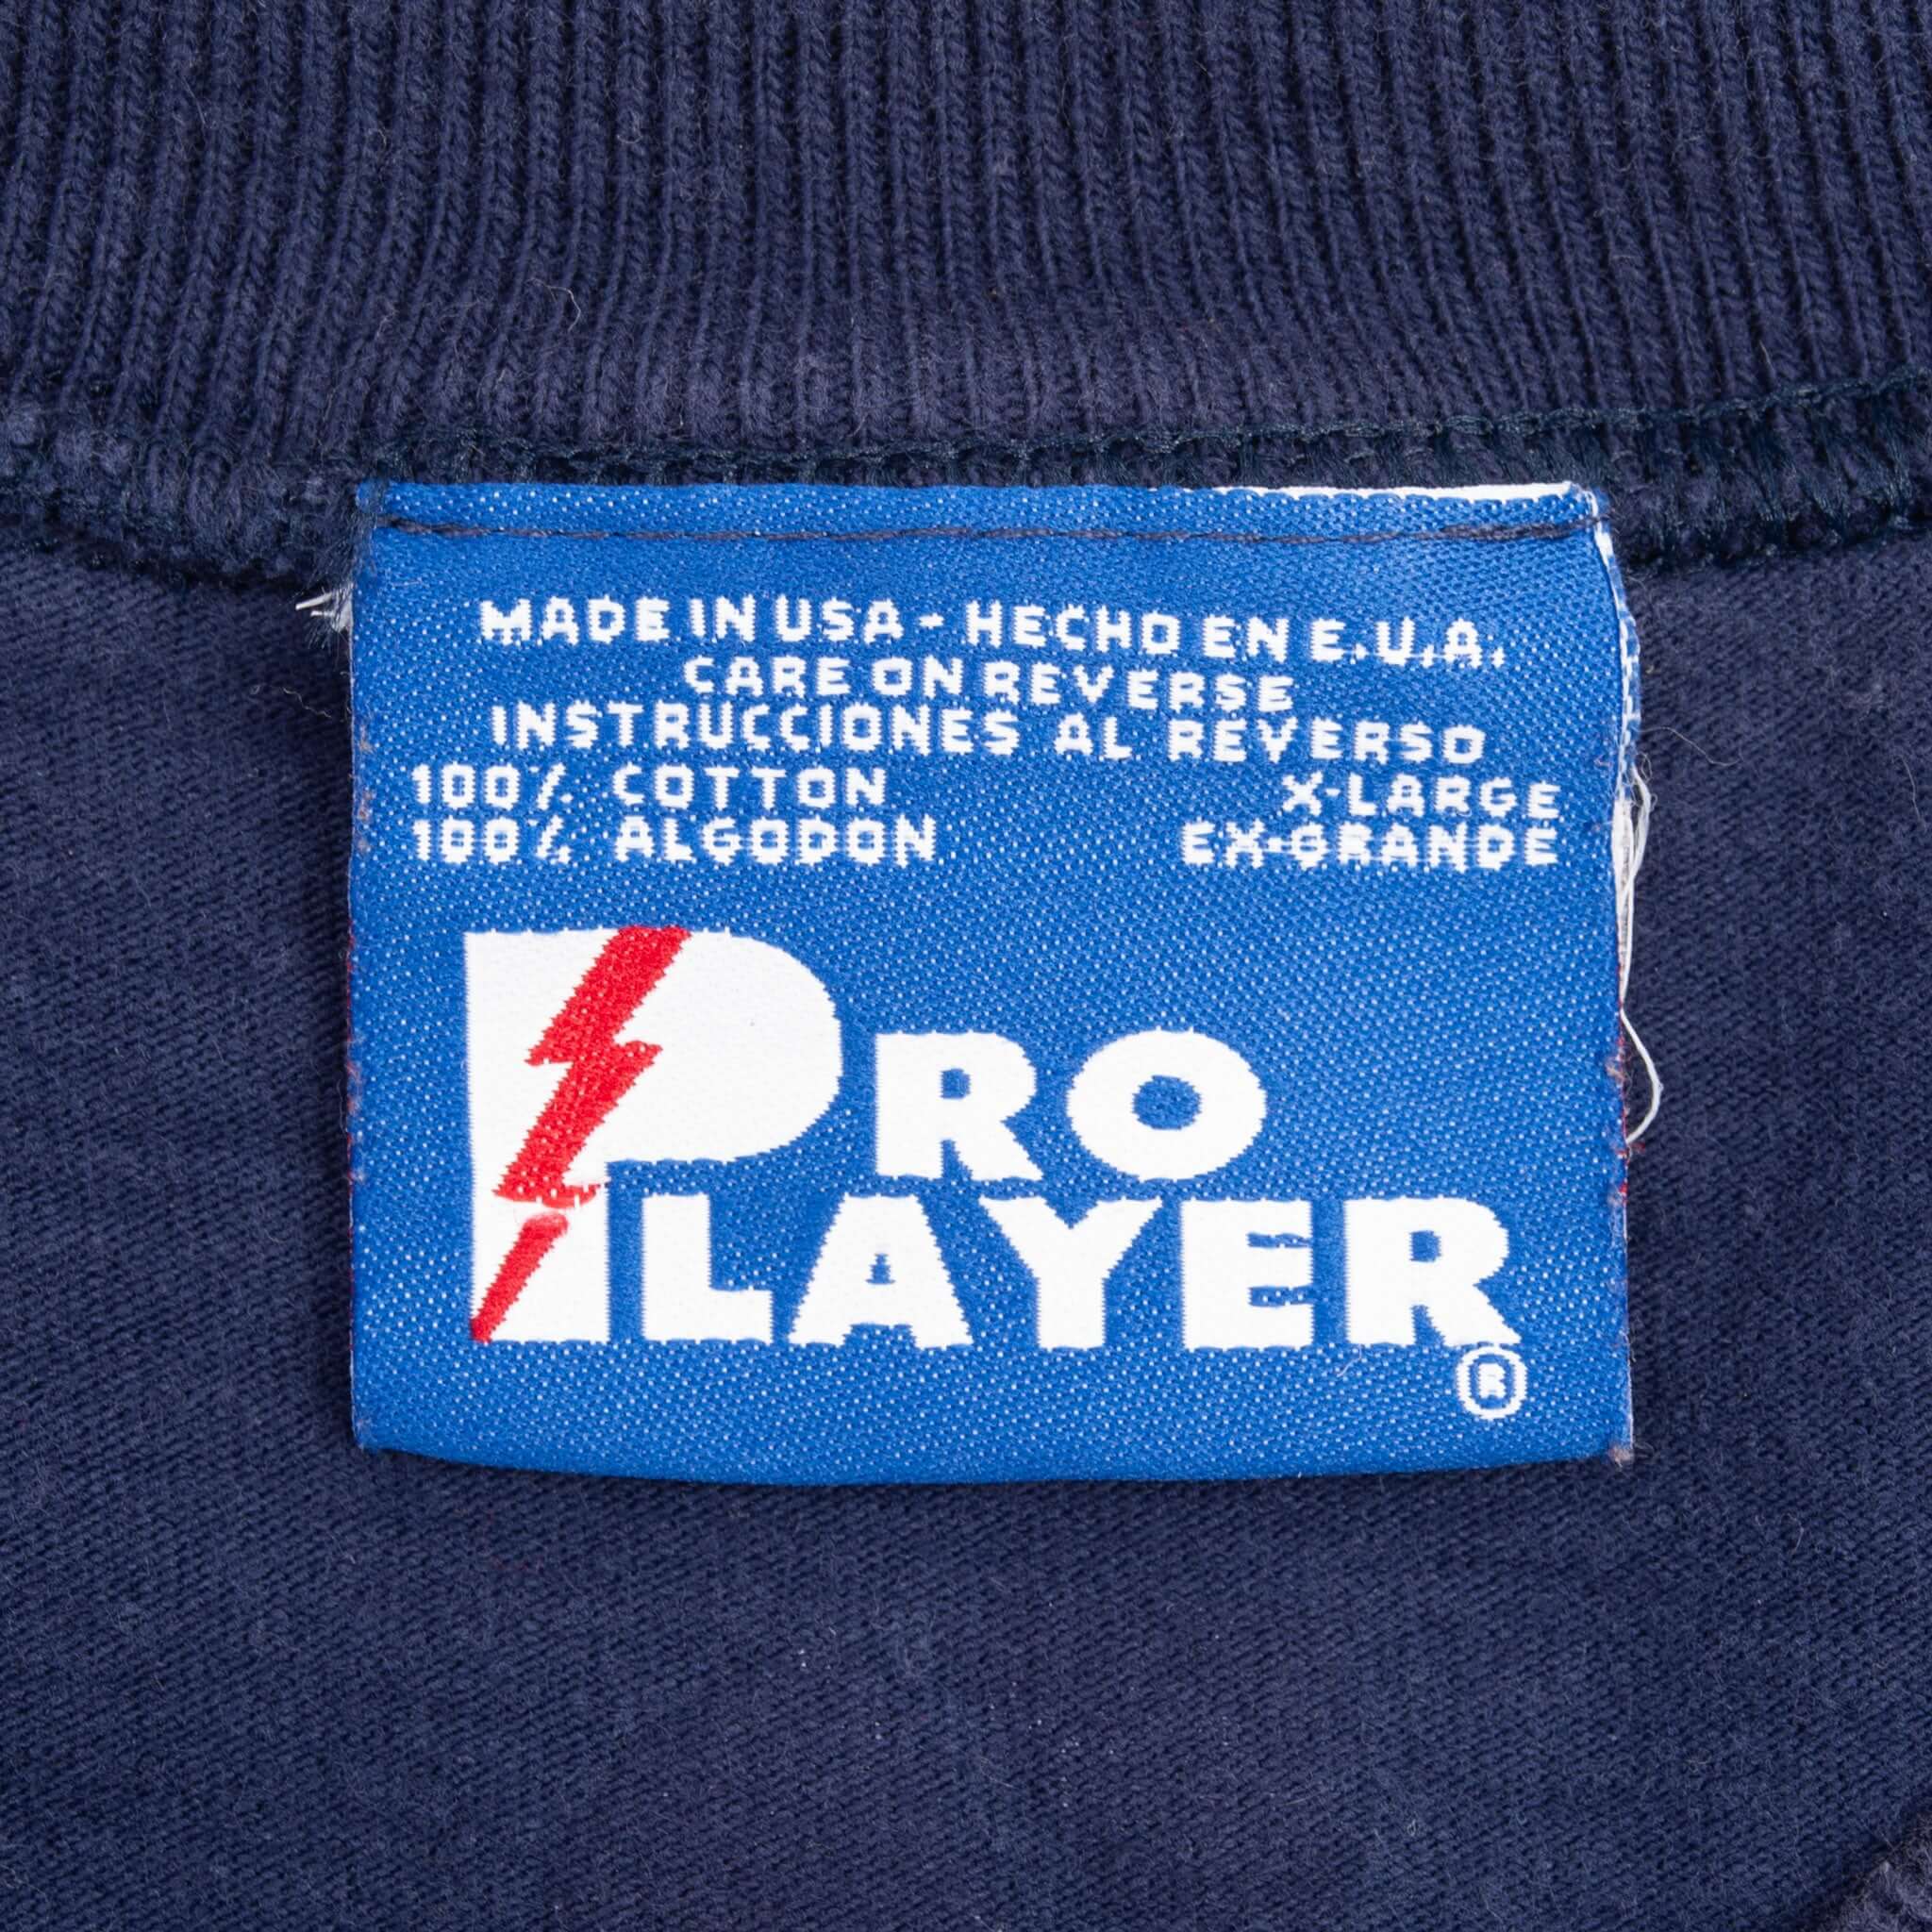 MADE IN USA - HECHO EN E.U.A.
CARE ON REVERSE
INSTRUCCIONES AL REVERSO
100% COTTON X-LARGE
100% ALGODON EX-GRANDE
PRO
PLAYER
®